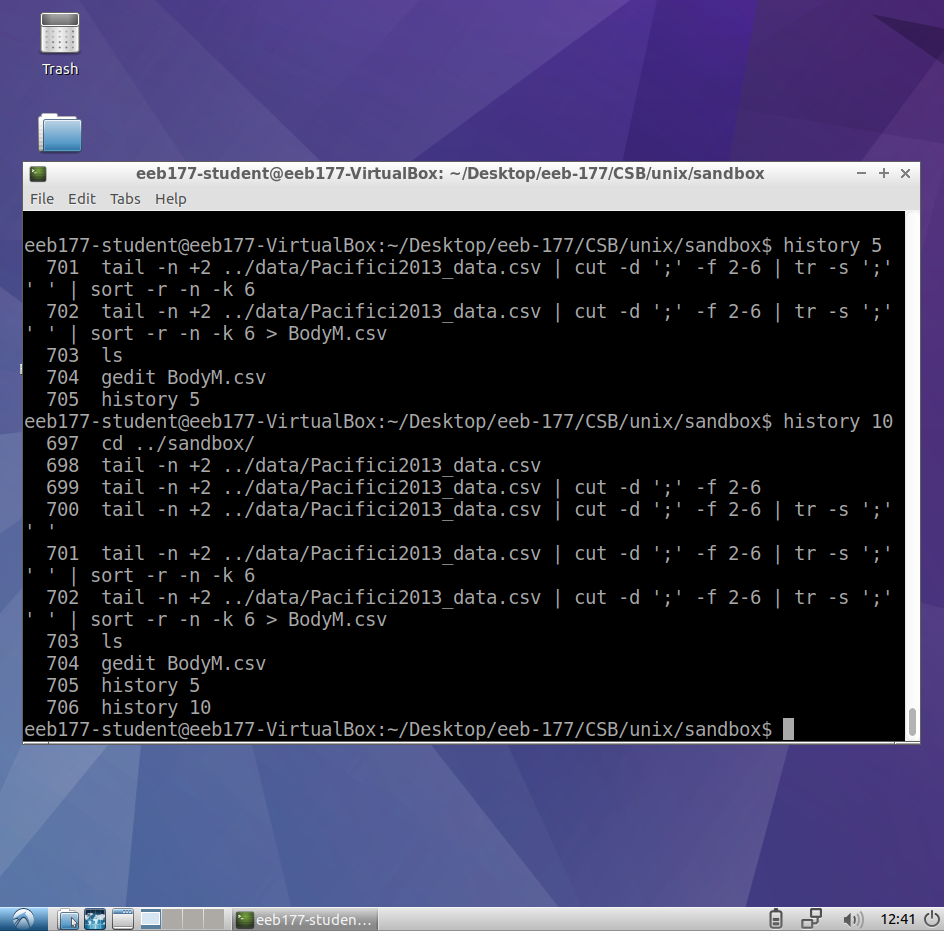 Trash
eeb177-student@eeb177-VirtualBox: ~/Desktop/eeb-177/CSB/unix/sandbox
File Edit Tabs Help
eeb177-student@eeb177-VirtualBox:~/Desktop/eeb-177/CSB/unix/sandbox$ history 5
  701  tail -n +2 ../data/Pacifici2013_data.csv | cut -d ';' -f 2-6 | tr -s ';'
' ' | sort -r -n -k 6
  702  tail -n +2 ../data/Pacifici2013_data.csv | cut -d ';' -f 2-6 | tr -s ';'
' ' | sort -r -n -k 6 > BodyM.csv
  703  ls
  704  gedit BodyM.csv
  705  history 5
eeb177-student@eeb177-VirtualBox:~/Desktop/eeb-177/CSB/unix/sandbox$ history 10
  697  cd ../sandbox/
  698  tail -n +2 ../data/Pacifici2013_data.csv
  699  tail -n +2 ../data/Pacifici2013_data.csv | cut -d ';' -f 2-6
  700  tail -n +2 ../data/Pacifici2013_data.csv | cut -d ';' -f 2-6 | tr -s ';'
' '
  701  tail -n +2 ../data/Pacifici2013_data.csv | cut -d ';' -f 2-6 | tr -s ';'
' ' | sort -r -n -k 6
  702  tail -n +2 ../data/Pacifici2013_data.csv | cut -d ';' -f 2-6 | tr -s ';'
' ' | sort -r -n -k 6 > BodyM.csv
  703  ls
  704  gedit BodyM.csv
  705  history 5
  706  history 10
eeb177-student@eeb177-VirtualBox:~/Desktop/eeb-177/CSB/unix/sandbox$
eeb177-studen...
12:41